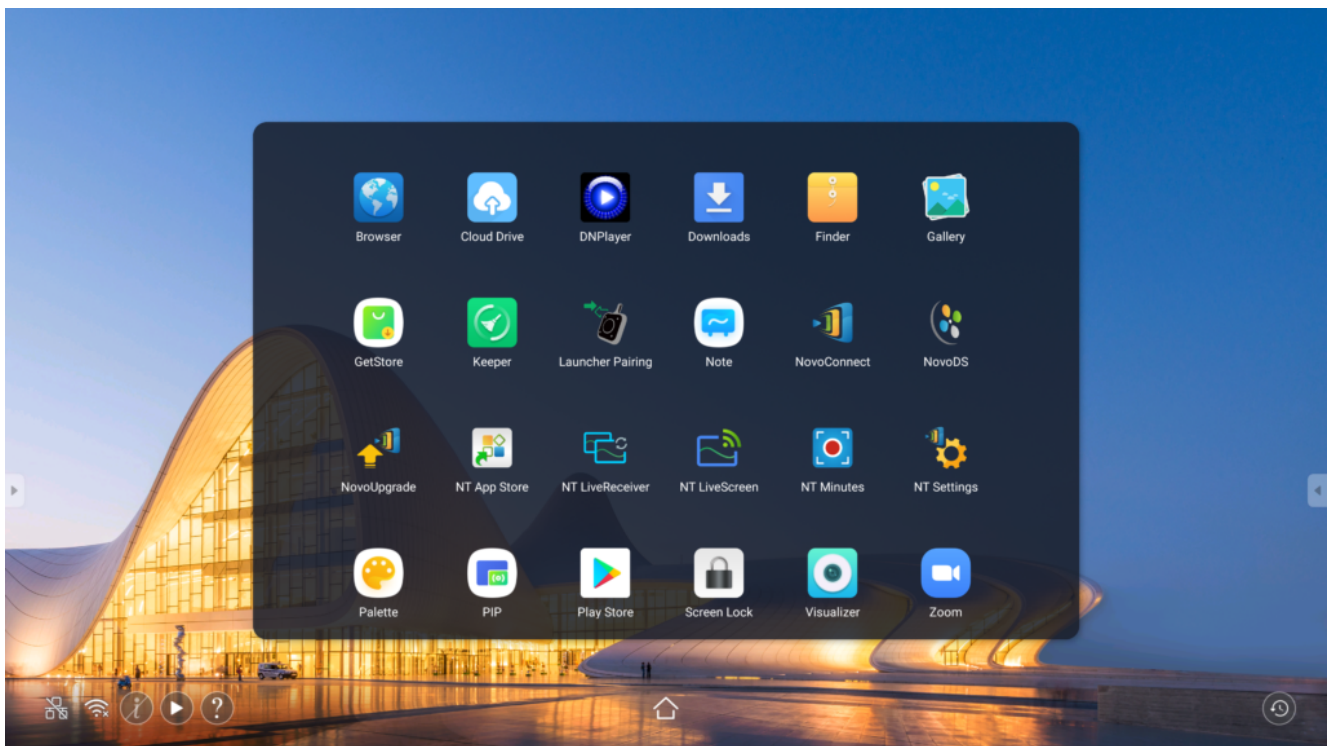 Browser
Cloud Drive
DNPlayer
Downloads
Finder
Gallery
GetStore
Keeper
Launcher Pairing
Note
NovoConnect
NovoDS
NovoUpgrade
NT App Store
NT LiveReceiver
NT LiveScreen
NT Minutes
NT Settings
Palette
PIP
Play Store
Screen Lock
Visualizer
Zoom
i
?